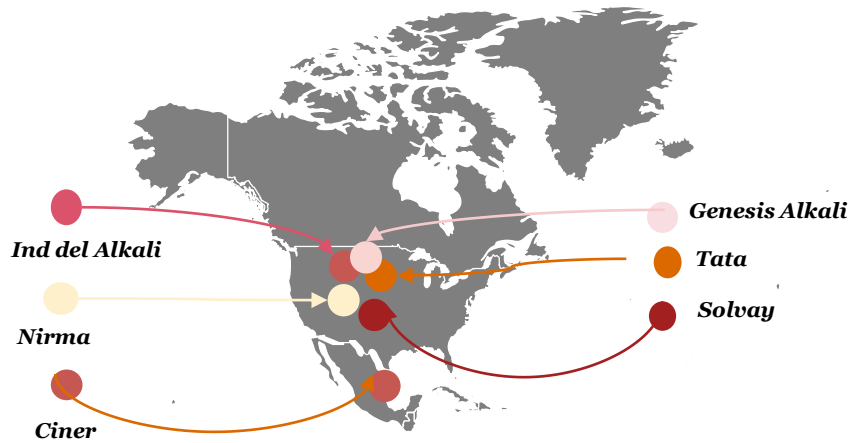 Ind del Alkali
Nirma
Ciner
Genesis Alkali
Tata
Solvay